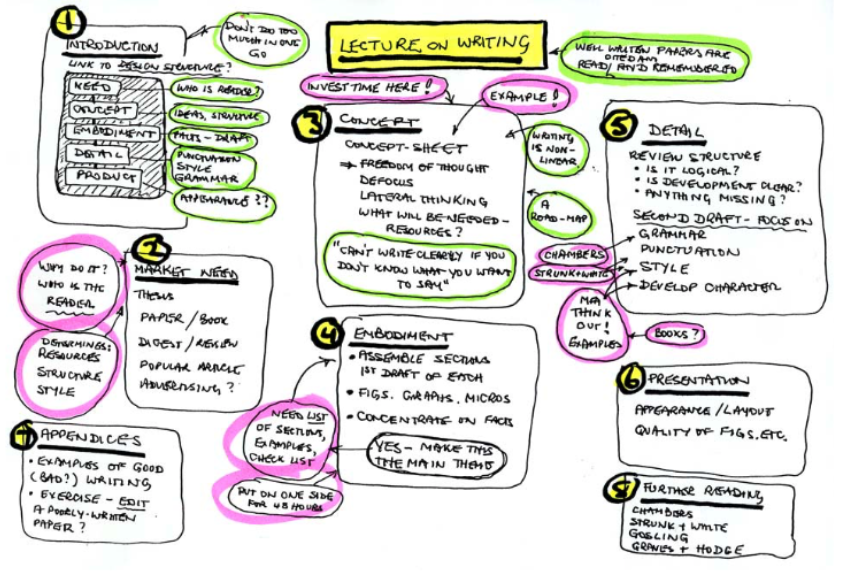 LECTURE ON WRITING
WELL WRITTEN PAPERS ARE
READ/AND REMEMBERED
1
INTRODUCTION
LINK TO DESIGN STRUCTURE?
DON'T DO TOO
MUCH IN ONE
GO
NEED
WHO IS READER?
CONCEPT
IDEAS, STRUCTURE
EMBODIMENT
FACTS - DRAFT
DETAIL
PUNCTUATION
STYLE
GRAMMAR
PRODUCT
APPEARANCE??
2
MARKET NEED
THESIS
PAPER/BOOK
DIGEST/REVIEW
POPULAR ARTICLE
ADVERTISING?
WHY DO IT?
WHO IS THE
READER
DETERMINES:
RESOURCES
STRUCTURE
STYLE
3
CONCEPT
INVEST TIME HERE!
EXAMPLE!
CONCEPT-SHEET
FREEDOM OF THOUGHT
DEFOCUS
LATERAL THINKING
WHAT WILL BE NEEDED -
RESOURCES?
"CAN'T WRITE CLEARLY IF YOU
DON'T KNOW WHAT YOU WANT
TO SAY"
WRITING
IS NON-
LINEAR
A
ROAD-MAP
4
EMBODIMENT
• ASSEMBLE SECTIONS
1ST DRAFT OF EACH
• FIGS. GRAPHS, MICROS
• CONCENTRATE ON FACTS
YES - MAKE THIS
THE MAIN THEME
NEED LIST
OF SECTIONS,
EXAMPLES,
CHECK LIST
PUT ON ONE SIDE
FOR 48 HOURS
5
DETAIL
REVIEW STRUCTURE
• IS IT LOGICAL?
• IS DEVELOPMENT CLEAR?
• ANYTHING MISSING?
SECOND DRAFT - FOCUS ON
GRAMMAR
PUNCTUATION
STYLE
DEVELOP CHARACTER
CHAMBERS
STRUNK+WHITE
THINK
OUT!
EXAMPLES
BOOKS?
6
PRESENTATION
APPEARANCE/LAYOUT
QUALITY OF FIGS, ETC.
7
APPENDICES
• EXAMPLES OF GOOD
(BAD?) WRITING
• EXERCISE - EDIT
A POORLY-WRITTEN
PAPER?
8
FURTHER READING
CHAMBERS
STRUNK + WHITE
GOSLING
GRAVES + HODGE